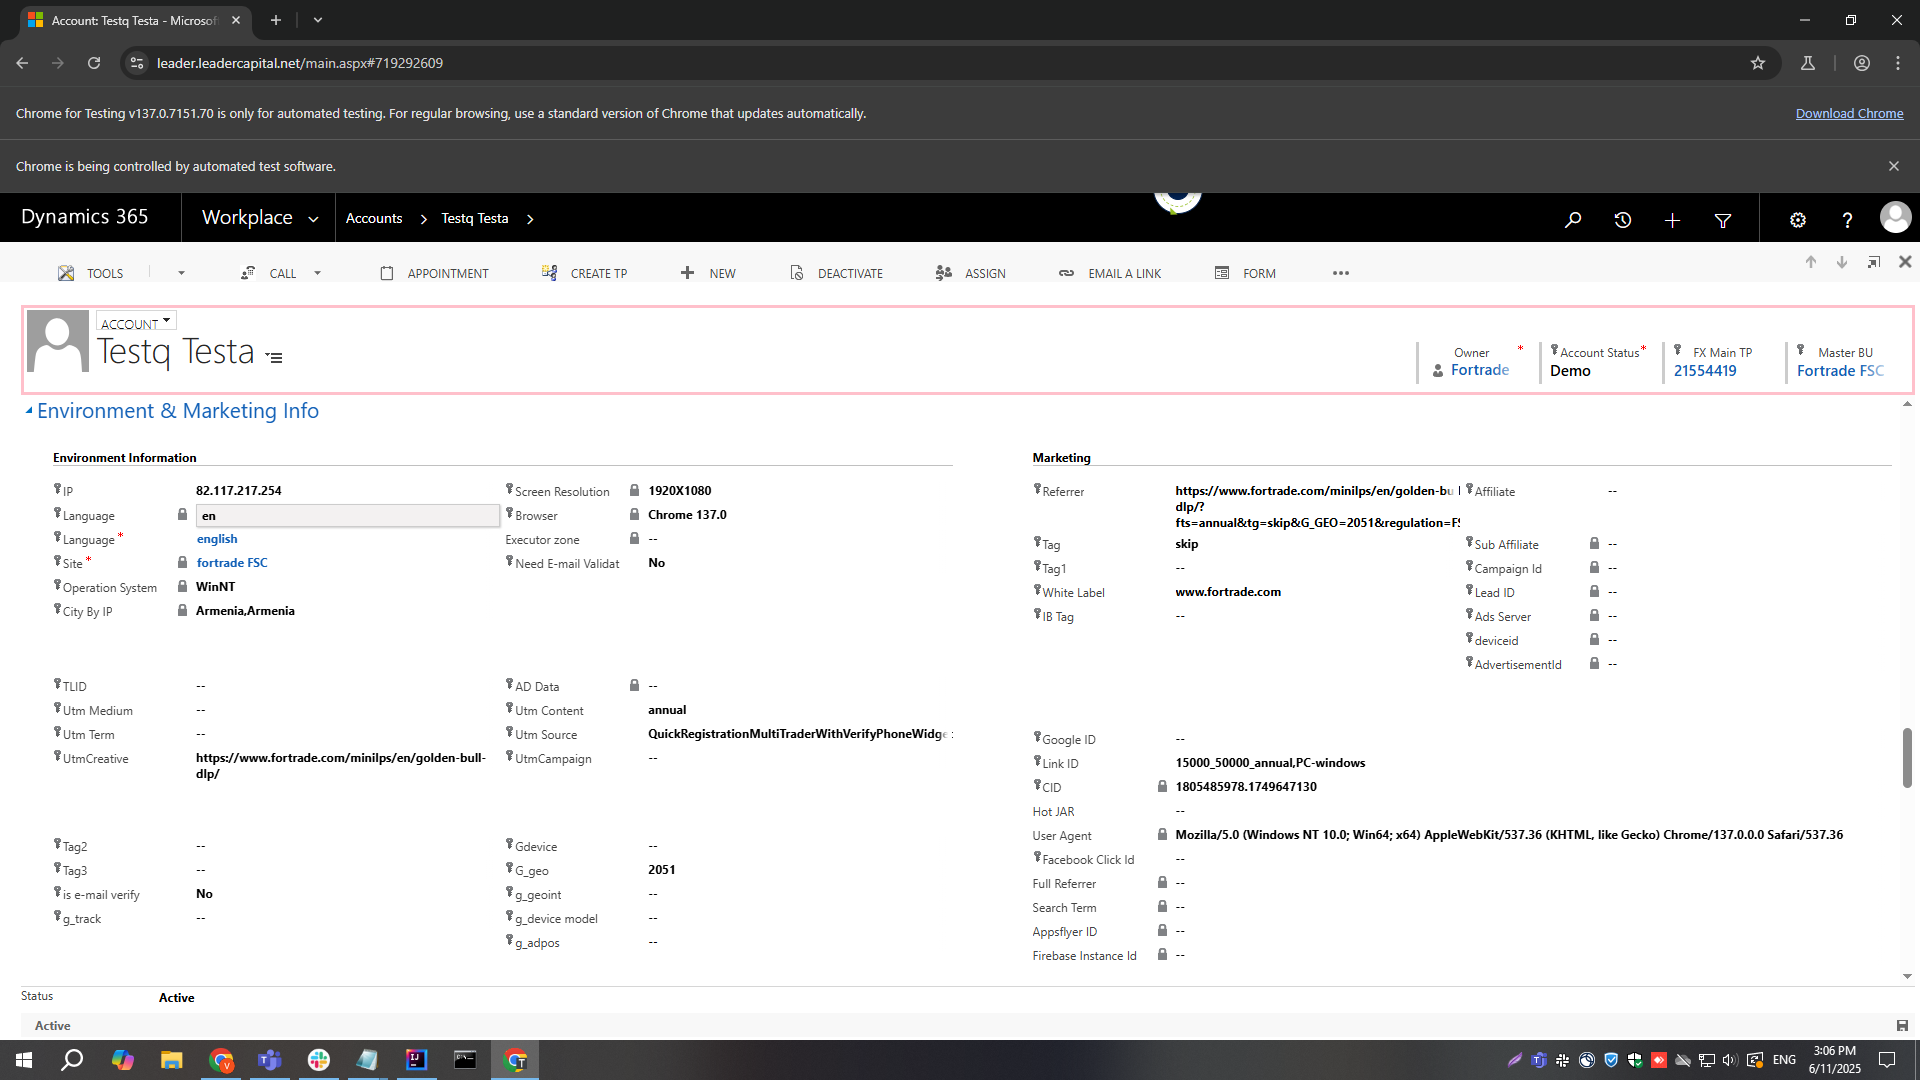 Account: Testq Testa - Microsof
leader.leadercapital.net/main.aspx#719292609
Chrome for Testing v137.0.7151.70 is only for automated testing. For regular browsing, use a standard version of Chrome that updates automatically.
Download Chrome
Chrome is being controlled by automated test software.
Dynamics 365
Workplace
Accounts
Testq Testa
TOOLS
CALL
APPOINTMENT
CREATE TP
NEW
DEACTIVATE
ASSIGN
EMAIL A LINK
FORM
ACCOUNT
Testq Testa
Owner *
Fortrade
Account Status *
Demo
FX Main TP
21554419
Master BU
Fortrade FSC
Environment & Marketing Info
Environment Information
IP 82.117.217.254
Language en
Language * english
Site * fortrade FSC
Operation System WinNT
City By IP Armenia,Armenia
Screen Resolution 1920X1080
Browser Chrome 137.0
Executor zone --
Need E-mail Validat No
TLID --
Utm Medium --
Utm Term --
UtmCreative https://www.fortrade.com/minilps/en/golden-bull-
dlp/
AD Data --
Utm Content annual
Utm Source QuickRegistrationMultiTraderWithVerifyPhoneWidge
UtmCampaign --
Tag2 --
Tag3 --
is e-mail verify No
g_track --
Gdevice --
G_geo 2051
g_geoint --
g_device model --
g_adpos --
Marketing
Referrer https://www.fortrade.com/minilps/en/golden-bu
dlp/?
fts=annual&tg=skip&G_GEO=2051&regulation=FS
Tag skip
Tag1 --
White Label www.fortrade.com
IB Tag --
Affiliate --
Sub Affiliate --
Campaign Id --
Lead ID --
Ads Server --
deviceid --
AdvertisementId --
Google ID --
Link ID 15000_50000_annual,PC-windows
CID 1805485978.1749647130
Hot JAR --
User Agent Mozilla/5.0 (Windows NT 10.0; Win64; x64) AppleWebKit/537.36 (KHTML, like Gecko) Chrome/137.0.0.0 Safari/537.36
Facebook Click Id --
Full Referrer --
Search Term --
Appsflyer ID --
Firebase Instance Id --
Status Active
Active
ENG
3:06 PM
6/11/2025